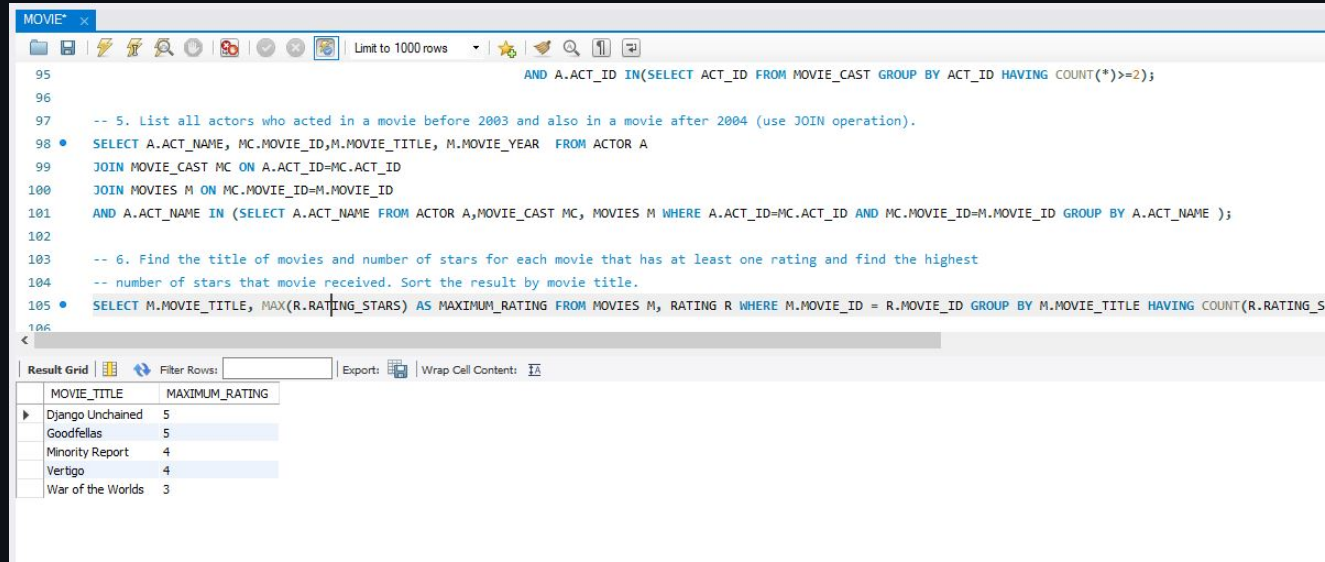 MOVIE*
Limit to 1000 rows
95 AND A.ACT_ID IN(SELECT ACT_ID FROM MOVIE_CAST GROUP BY ACT_ID HAVING COUNT(*)>=2);
96
97 -- 5. List all actors who acted in a movie before 2003 and also in a movie after 2004 (use JOIN operation).
98 SELECT A.ACT_NAME, MC.MOVIE_ID,M.MOVIE_TITLE, M.MOVIE_YEAR  FROM ACTOR A
99 JOIN MOVIE_CAST MC ON A.ACT_ID=MC.ACT_ID
100 JOIN MOVIES M ON MC.MOVIE_ID=M.MOVIE_ID
101 AND A.ACT_NAME IN (SELECT A.ACT_NAME FROM ACTOR A,MOVIE_CAST MC, MOVIES M WHERE A.ACT_ID=MC.ACT_ID AND MC.MOVIE_ID=M.MOVIE_ID GROUP BY A.ACT_NAME );
102
103 -- 6. Find the title of movies and number of stars for each movie that has at least one rating and find the highest
104 -- number of stars that movie received. Sort the result by movie title.
105 SELECT M.MOVIE_TITLE, MAX(R.RATING_STARS) AS MAXIMUM_RATING FROM MOVIES M, RATING R WHERE M.MOVIE_ID = R.MOVIE_ID GROUP BY M.MOVIE_TITLE HAVING COUNT(R.RATING_S
106
Result Grid Filter Rows: Export: Wrap Cell Content:
MOVIE_TITLE MAXIMUM_RATING
Django Unchained 5
Goodfellas 5
Minority Report 4
Vertigo 4
War of the Worlds 3